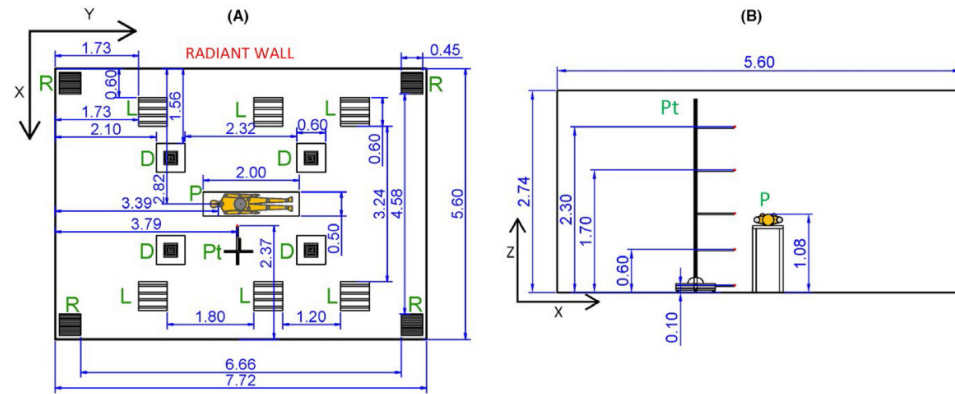 (A)
(B)
Y
X
1.73
RADIANT WALL
0.45
5.60
R
R
0.60
1.56
L
L
L
1.73
2.10
2.32
0.60
0.60
D
D
2.74
2.30
Pt
2.00
P
2.82
3.39
3.79
3.24
4.58
5.60
0.50
1.70
P
D
Pt
2.37
D
Z
0.60
1.08
L
L
L
R
R
1.80
1.20
X
0.10
6.66
7.72